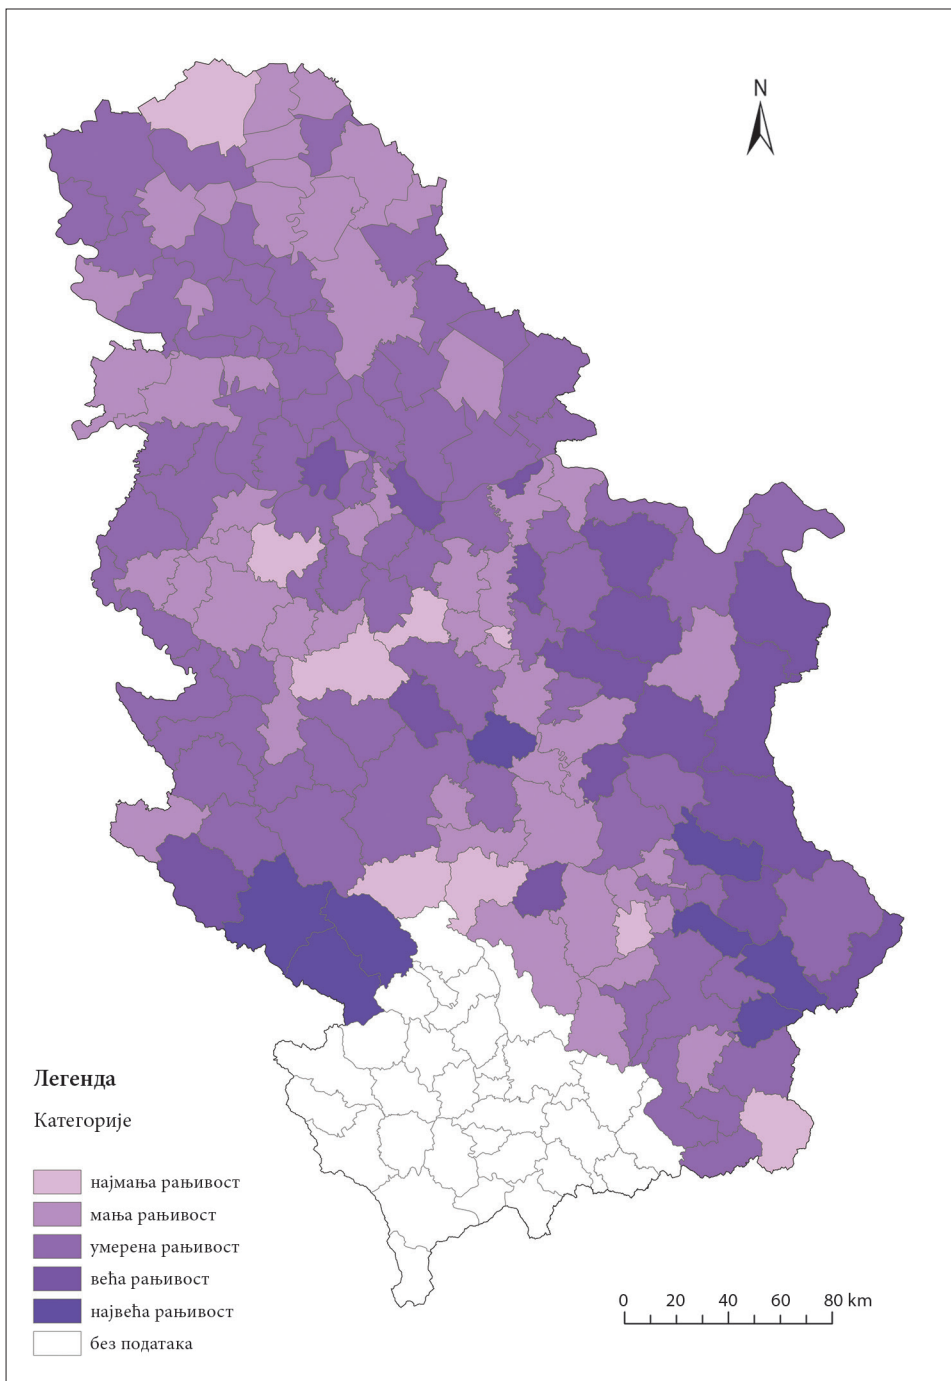 N
Легенда
Категорије
најмања рањивост
мања рањивост
умерена рањивост
већа рањивост
највећа рањивост
без података
0 20 40 60 80 km